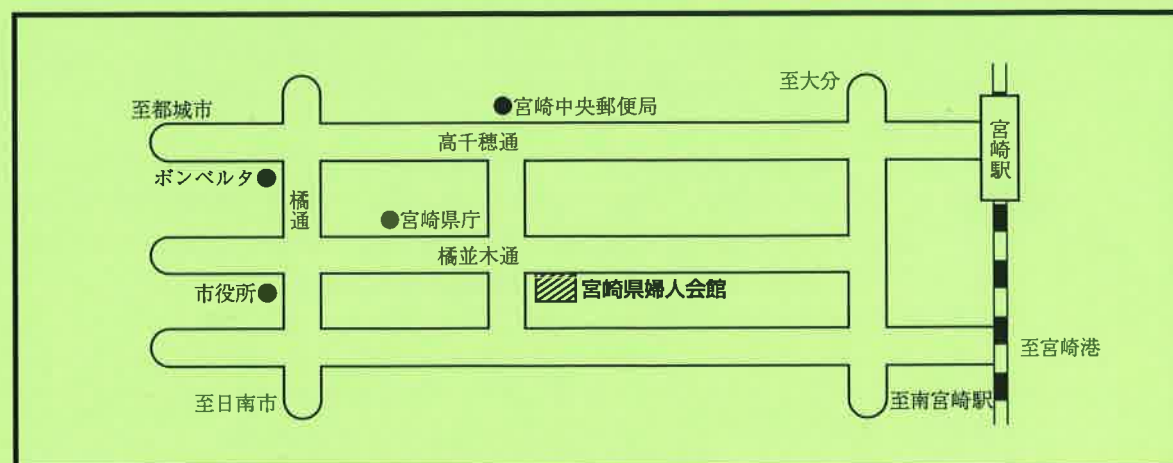 至大分
宮崎中央郵便局
至都城市
高千穂通
宮崎駅
ボンベルタ
橘通
宮崎県庁
橘並木通
市役所
宮崎県婦人会館
至宮崎港
至日南市
至南宮崎駅